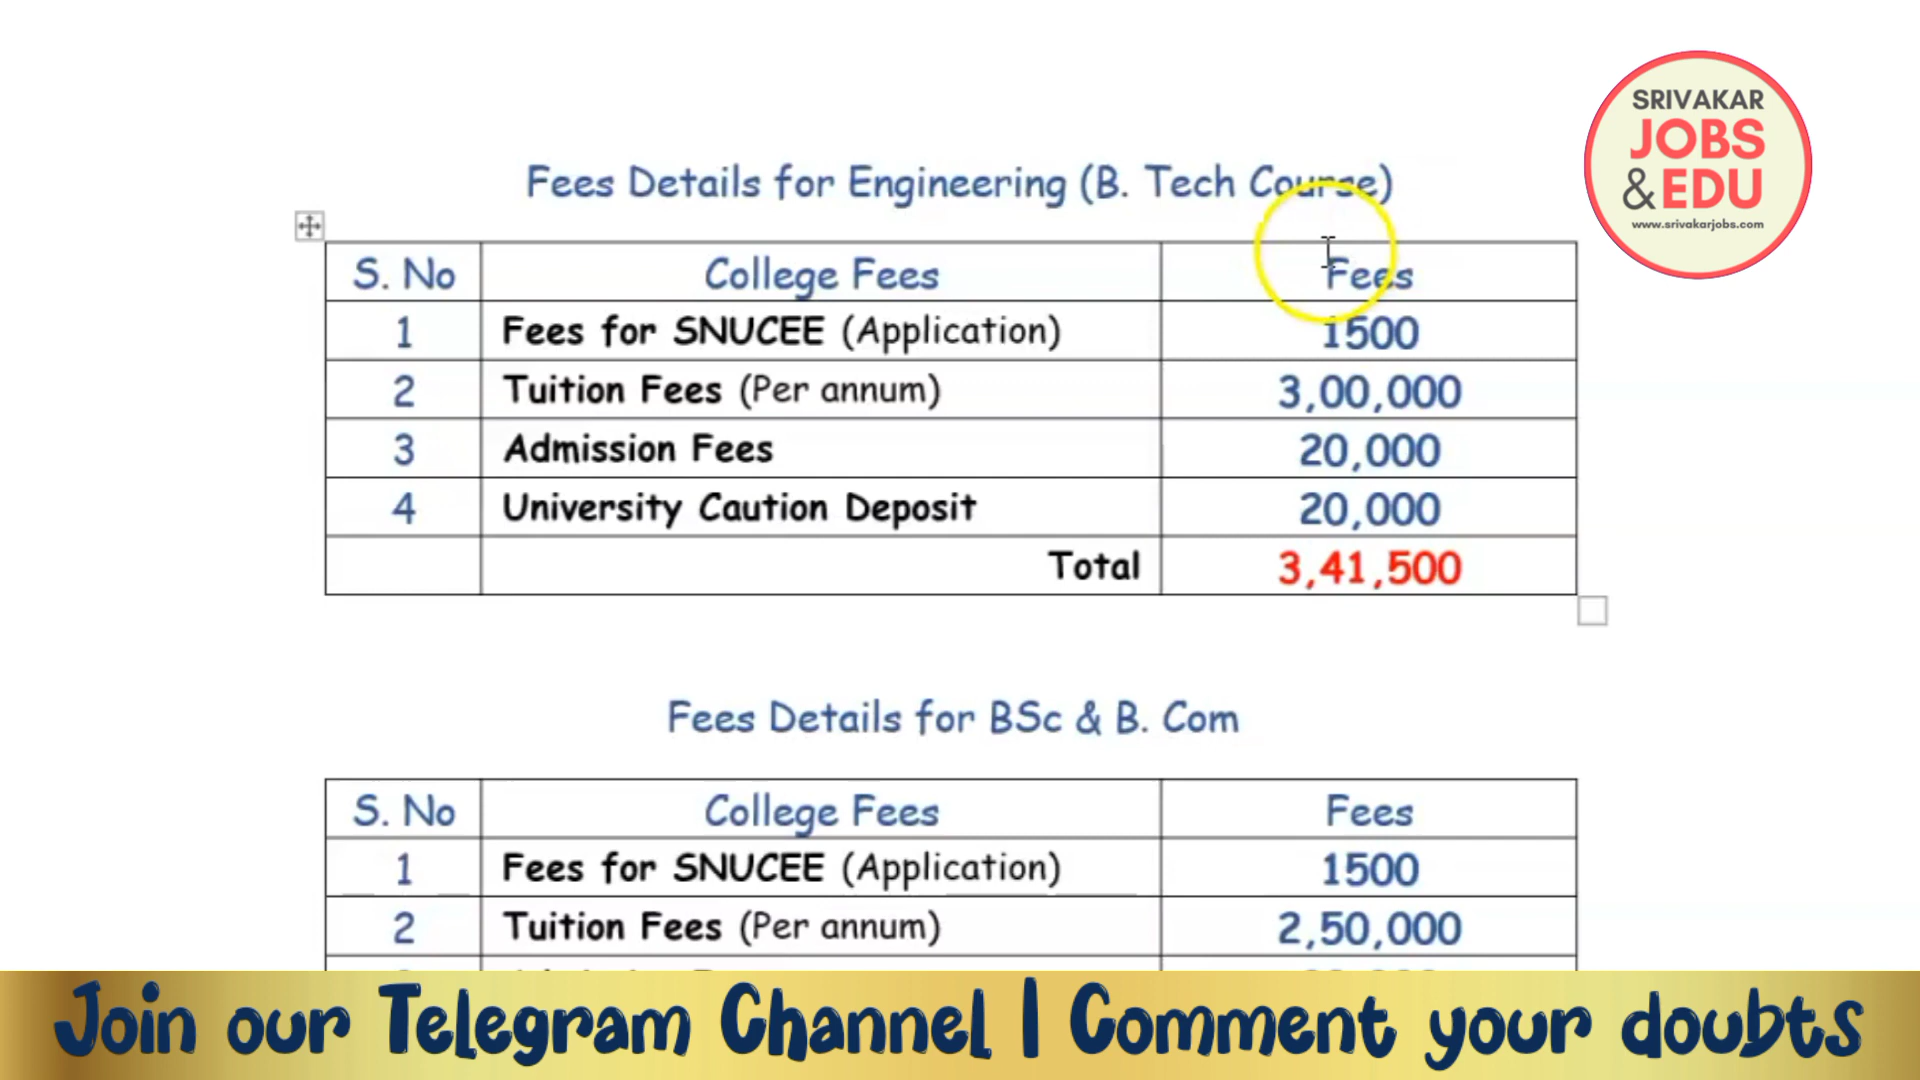 SRIVAKAR
JOBS
& EDU
www.srivakarjobs.com
Fees Details for Engineering (B. Tech Course)
S. No College Fees Fees
1 Fees for SNUCEE (Application) 1500
2 Tuition Fees (Per annum) 3,00,000
3 Admission Fees 20,000
4 University Caution Deposit 20,000
Total 3,41,500
Fees Details for BSc & B. Com
S. No College Fees Fees
1 Fees for SNUCEE (Application) 1500
2 Tuition Fees (Per annum) 2,50,000
Join our Telegram Channel | Comment your doubts